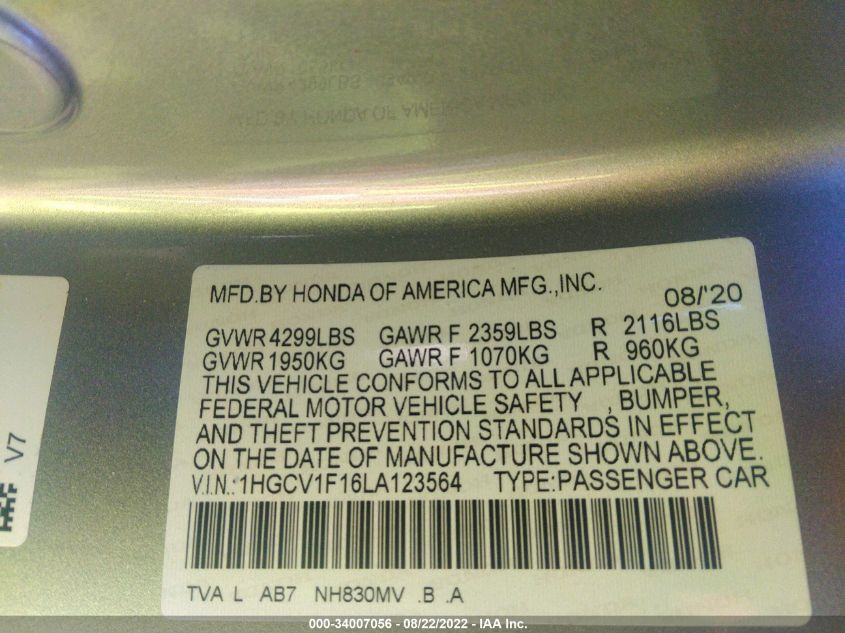 MFD.BY HONDA OF AMERICA MFG.,INC. 08/'20
GVWR 4299LBS GAWR F 2359LBS R 2116LBS
GVWR 1950KG GAWR F 1070KG R 960KG
THIS VEHICLE CONFORMS TO ALL APPLICABLE
FEDERAL MOTOR VEHICLE SAFETY , BUMPER,
AND THEFT PREVENTION STANDARDS IN EFFECT
ON THE DATE OF MANUFACTURE SHOWN ABOVE.
V.I.N.:1HGCV1F16LA123564 TYPE:PASSENGER CAR
TVA L AB7 NH830MV .B .A
V7
000-34007056 - 08/22/2022 - IAA Inc.